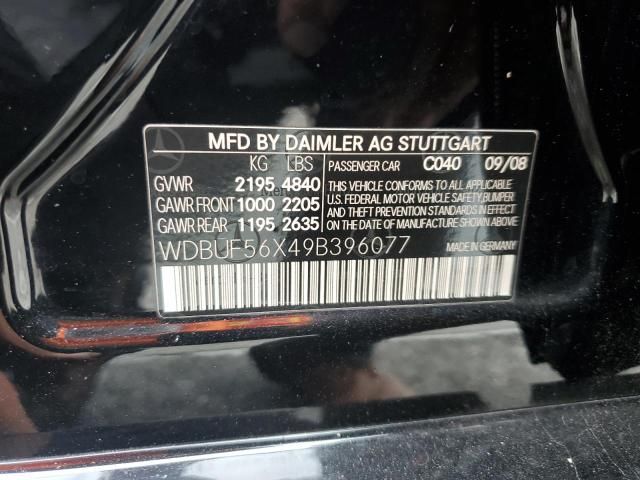 MFD BY DAIMLER AG STUTTGART
KG LBS PASSENGER CAR C040 09/08
GVWR 2195 4840 THIS VEHICLE CONFORMS TO ALL APPLICABLE
GAWR FRONT 1000 2205 U.S. FEDERAL MOTOR VEHICLE SAFETY,BUMPER
AND THEFT PREVENTION STANDARDS IN EFFECT
GAWR REAR 1195 2635 ON THE DATE OF MANUFACTURE SHOWN ABOVE.
WDBUF56X49B396077 MADE IN GERMANY